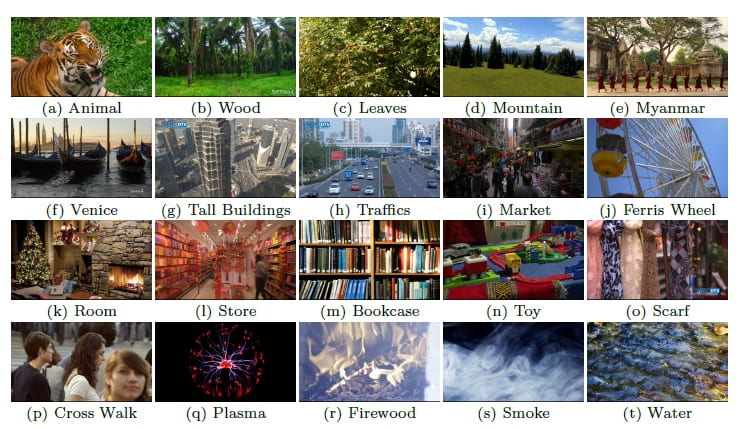 (a) Animal
(b) Wood
(c) Leaves
(d) Mountain
(e) Myanmar
(f) Venice
(g) Tall Buildings
(h) Traffics
(i) Market
(j) Ferris Wheel
(k) Room
(l) Store
(m) Bookcase
(n) Toy
(o) Scarf
(p) Cross Walk
(q) Plasma
(r) Firewood
(s) Smoke
(t) Water